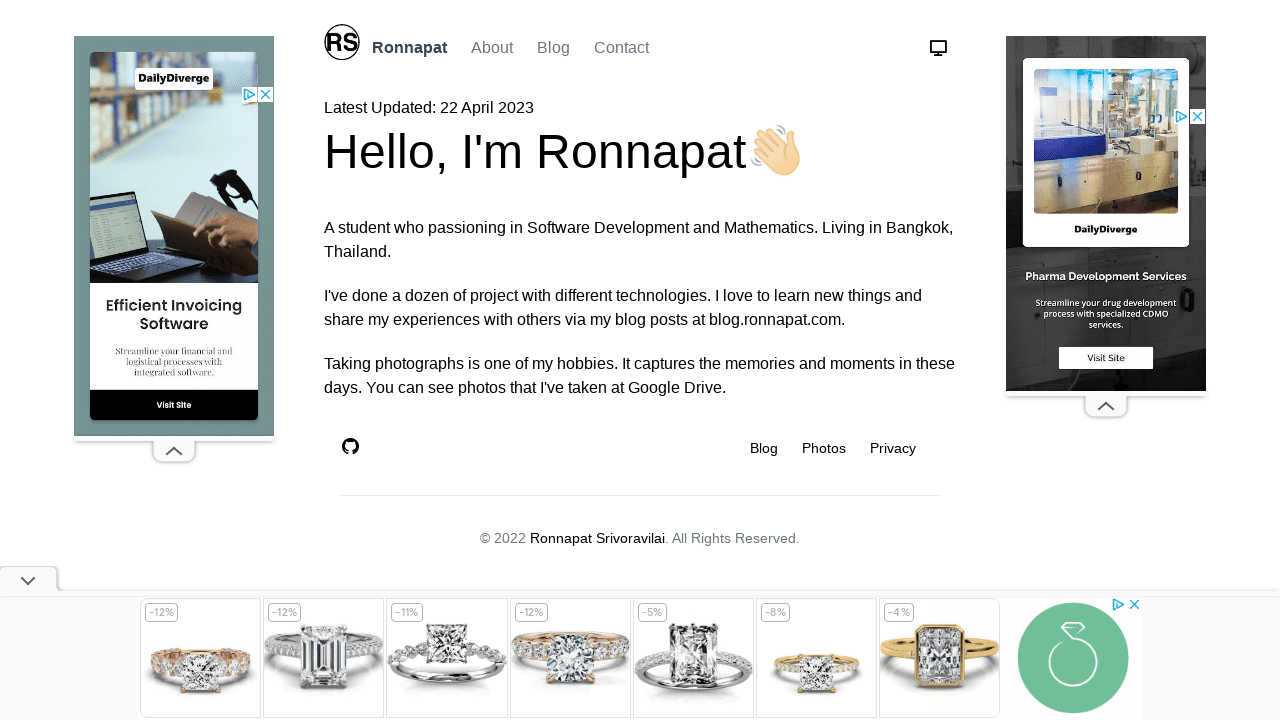 RS
Ronnapat
About
Blog
Contact
Latest Updated: 22 April 2023
Hello, I'm Ronnapat👋🏻
A student who passioning in Software Development and Mathematics. Living in Bangkok,
Thailand.
I've done a dozen of project with different technologies. I love to learn new things and
share my experiences with others via my blog posts at blog.ronnapat.com.
Taking photographs is one of my hobbies. It captures the memories and moments in these
days. You can see photos that I've taken at Google Drive.
Blog
Photos
Privacy
© 2022 Ronnapat Srivoravilai. All Rights Reserved.
DailyDiverge
Efficient Invoicing
Software
Streamline your financial and
logistical processes with
integrated software.
Visit Site
DailyDiverge
Pharma Development Services
Streamline your drug development
process with specialized CDMO
services.
Visit Site
-12%
-12%
-11%
-12%
-5%
-8%
-4%